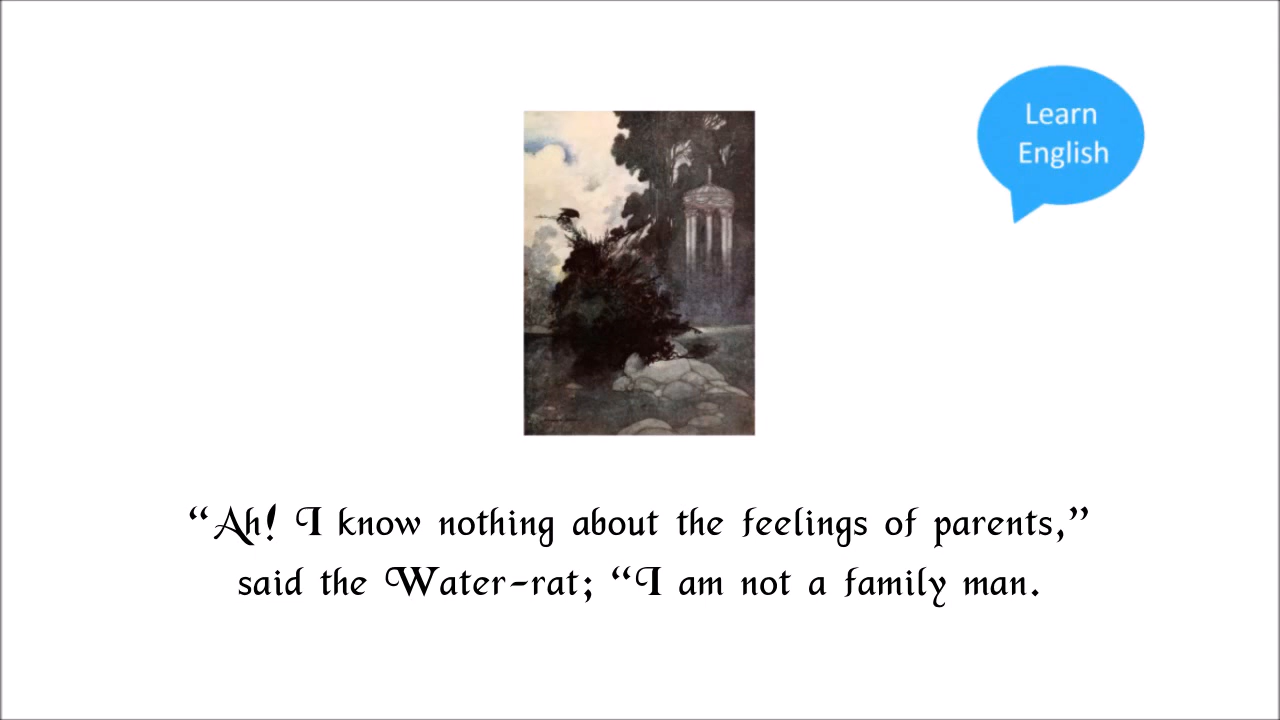 Learn
English
“Ah! I know nothing about the feelings of parents,”
said the Water-rat; “I am not a family man.